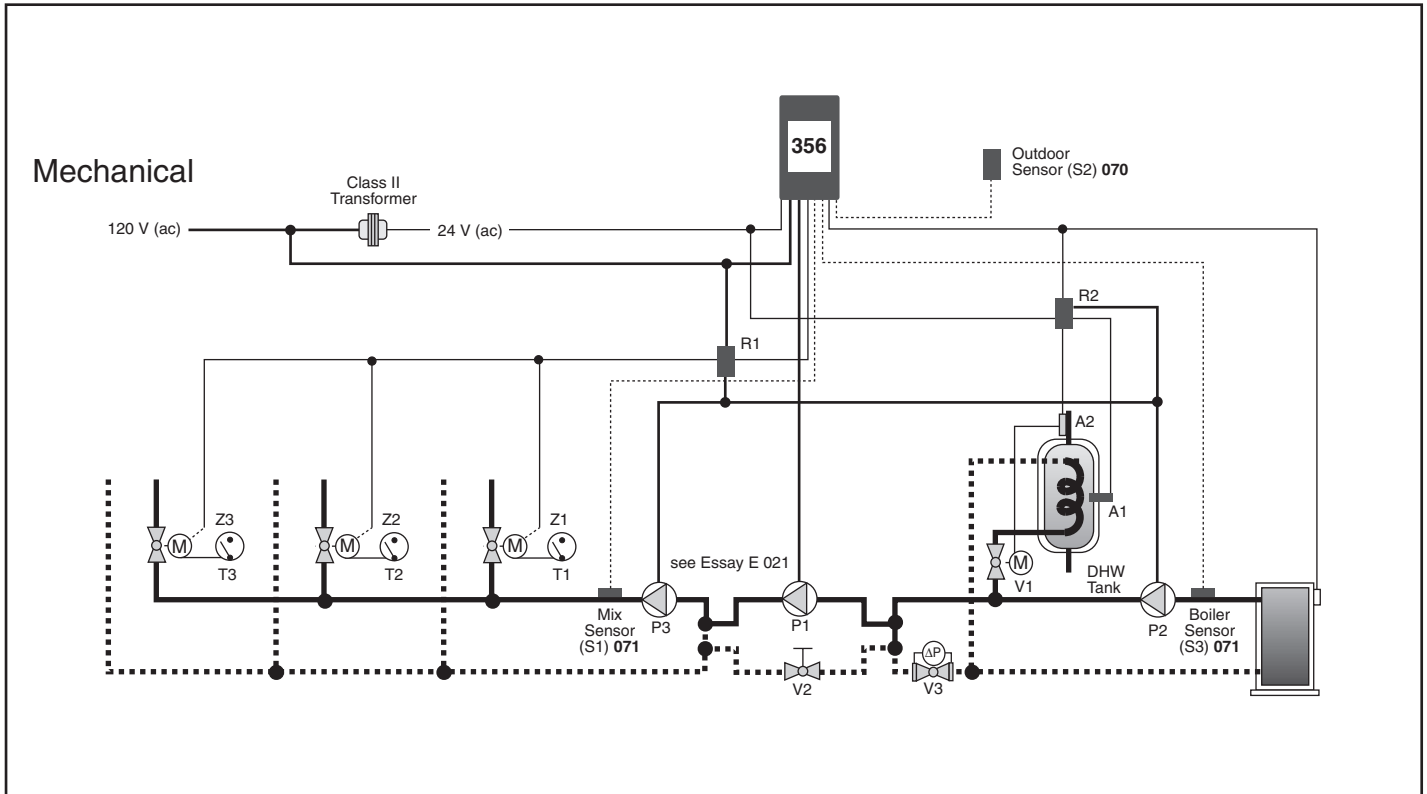 Mechanical
356
Outdoor
Sensor (S2) 070
Class II
Transformer
120 V (ac)
24 V (ac)
R2
R1
A2
A1
Z3
Z2
Z1
M
M
M
T3
T2
T1
see Essay E 021
M
V1
DHW
Tank
Mix
Sensor
(S1) 071
P3
P1
P2
Boiler
Sensor
(S3) 071
ΔP
V2
V3